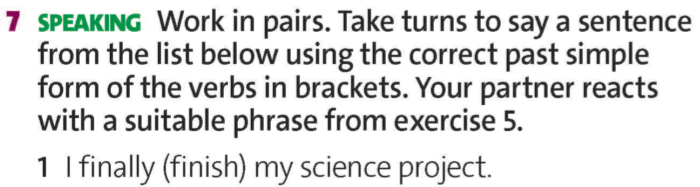 7 SPEAKING Work in pairs. Take turns to say a sentence
from the list below using the correct past simple
form of the verbs in brackets. Your partner reacts
with a suitable phrase from exercise 5.
1 I finally (finish) my science project.